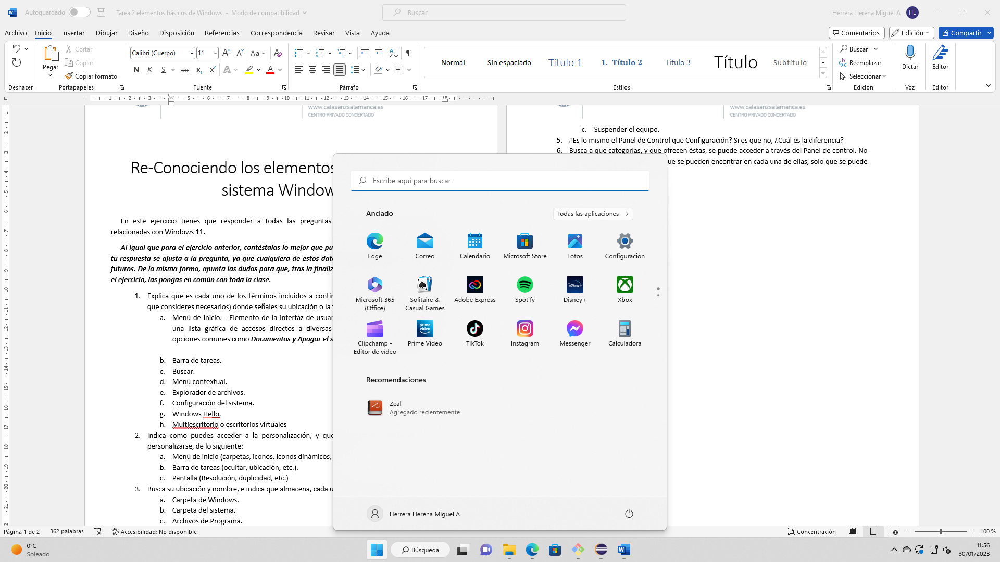 Autoguardado
Tarea 2 elementos básicos de Windows - Modo de compatibilidad
Buscar
Herrera Llerena Miguel A
HL
Archivo
Inicio
Insertar
Dibujar
Diseño
Disposición
Referencias
Correspondencia
Revisar
Vista
Ayuda
Comentarios
Edición
Compartir
Pegar
Cortar
Copiar
Copiar formato
Calibri (Cuerpo)
11
Normal
Sin espaciado
Título 1
1. Título 2
Título 3
Título
Subtítulo
Buscar
Reemplazar
Seleccionar
Dictar
Editor
Deshacer
Portapapeles
Fuente
Párrafo
Estilos
Edición
Voz
Editor
www.calasanzsalamanca.es
CENTRO PRIVADO CONCERTADO
www.calasanzsalamanca.es
CENTRO PRIVADO CONCERTADO
Re-Conociendo los elementos
sistema Window
En este ejercicio tienes que responder a todas las preguntas
relacionadas con Windows 11.
Al igual que para el ejercicio anterior, contéstalas lo mejor que
tu respuesta se ajusta a la pregunta, ya que cualquiera de estos
futuros. De la misma forma, apunta las dudas para que, tras la
el ejercicio, las pongas en común con toda la clase.
1. Explica que es cada uno de los términos incluidos a
que consideres necesarios) donde señales su ubicación o la
a. Menú de inicio. - Elemento de la interfaz de
una lista gráfica de accesos directos a diversas
opciones comunes como Documentos y Apagar el
b. Barra de tareas.
c. Buscar.
d. Menú contextual.
e. Explorador de archivos.
f. Configuración del sistema.
g. Windows Hello.
h. Multiescritorio o escritorios virtuales
2. Indica como puedes acceder a la personalización, y que
personalizarse, de lo siguiente:
a. Menú de inicio (carpetas, iconos, iconos dinámicos,
b. Barra de tareas (ocultar, ubicación, etc.).
c. Pantalla (Resolución, duplicidad, etc.)
3. Busca su ubicación y nombre, e indica que almacena, cada
a. Carpeta de Windows.
b. Carpeta del sistema.
c. Archivos de Programa.
c. Suspender el equipo.
5. ¿Es lo mismo el Panel de Control que Configuración? Si es que no, ¿Cuál es la diferencia?
6. Busca a que categorías, y que ofrecen éstas, se puede acceder a través del Panel de control. No
que se pueden encontrar en cada una de ellas, solo que se puede
Escribe aquí para buscar
Anclado
Todas las aplicaciones
Edge
Correo
Calendario
Microsoft Store
Fotos
Configuración
Microsoft 365
(Office)
Solitaire &
Casual Games
Adobe Express
Spotify
Disney+
Xbox
Clipchamp -
Editor de vídeo
Prime Video
TikTok
Instagram
Messenger
Calculadora
Recomendaciones
Zeal
Agregado recientemente
Herrera Llerena Miguel A
Página 1 de 2
362 palabras
Accesibilidad: No disponible
Concentración
100 %
0°C
Soleado
Búsqueda
11:56
30/01/2023